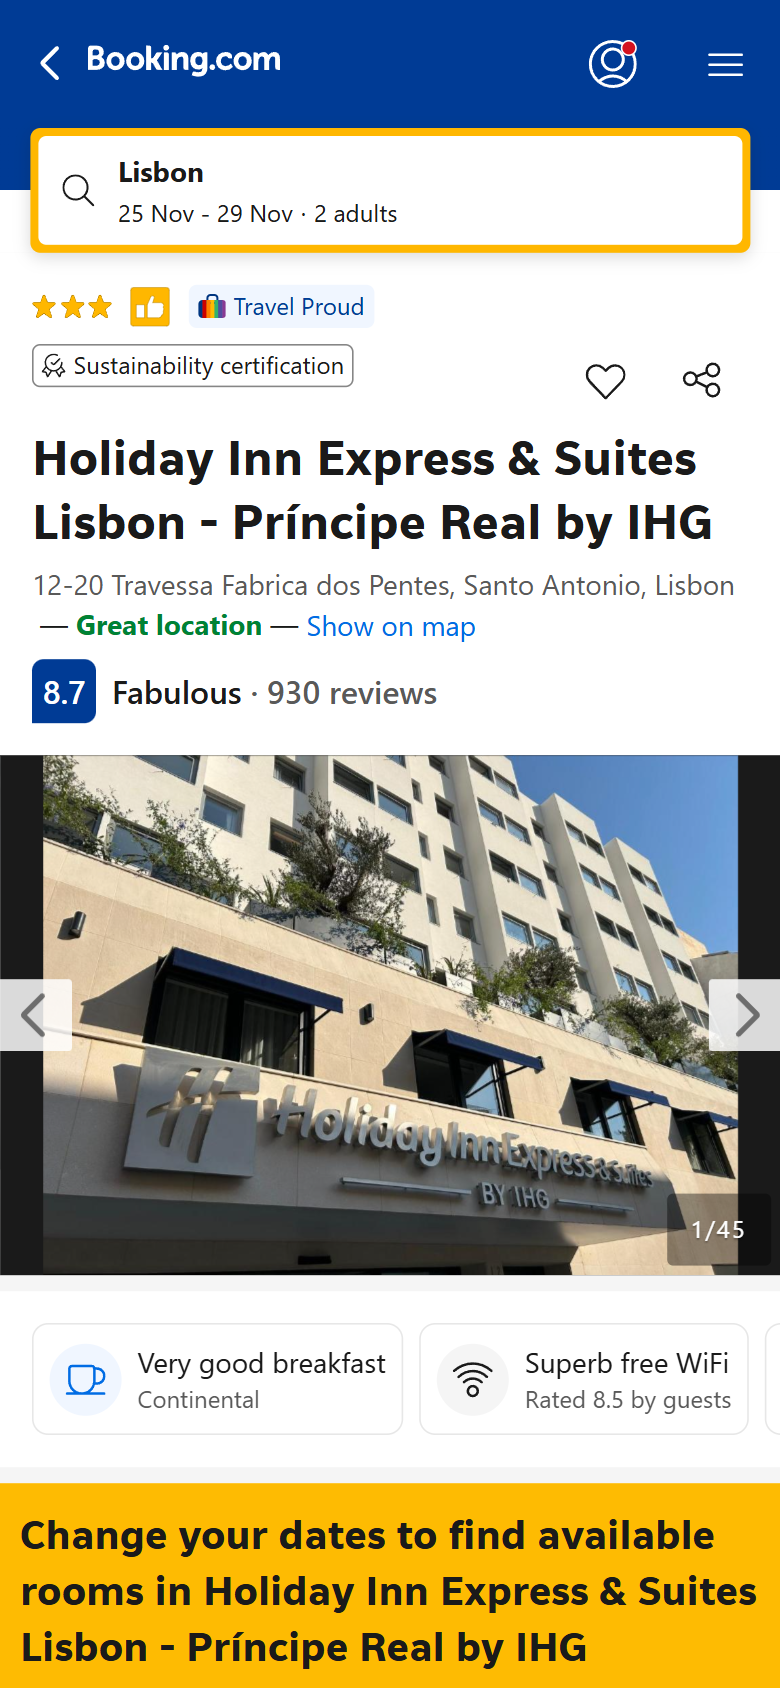 Booking.com
Lisbon
25 Nov - 29 Nov · 2 adults
Travel Proud
Sustainability certification
Holiday Inn Express & Suites
Lisbon - Príncipe Real by IHG
12-20 Travessa Fabrica dos Pentes, Santo Antonio, Lisbon
— Great location — Show on map
8.7 Fabulous · 930 reviews
Holiday Inn Express & Suites
BY IHG
1/45
Very good breakfast
Continental
Superb free WiFi
Rated 8.5 by guests
Change your dates to find available
rooms in Holiday Inn Express & Suites
Lisbon - Príncipe Real by IHG